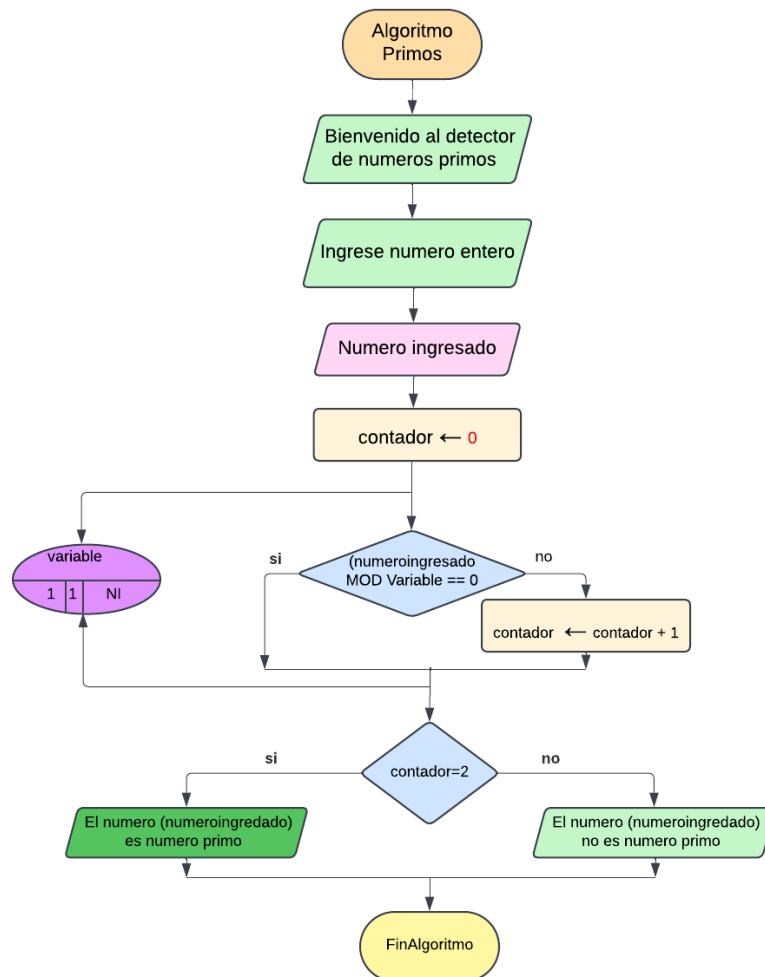 Algoritmo
Primos
Bienvenido al detector
de numeros primos
Ingrese numero entero
Numero ingresado
contador ← 0
variable
1 1 NI
si
(numeroingresado
MOD Variable == 0
no
contador ← contador + 1
si
contador=2
no
El numero (numeroingredado)
es numero primo
El numero (numeroingredado)
no es numero primo
FinAlgoritmo